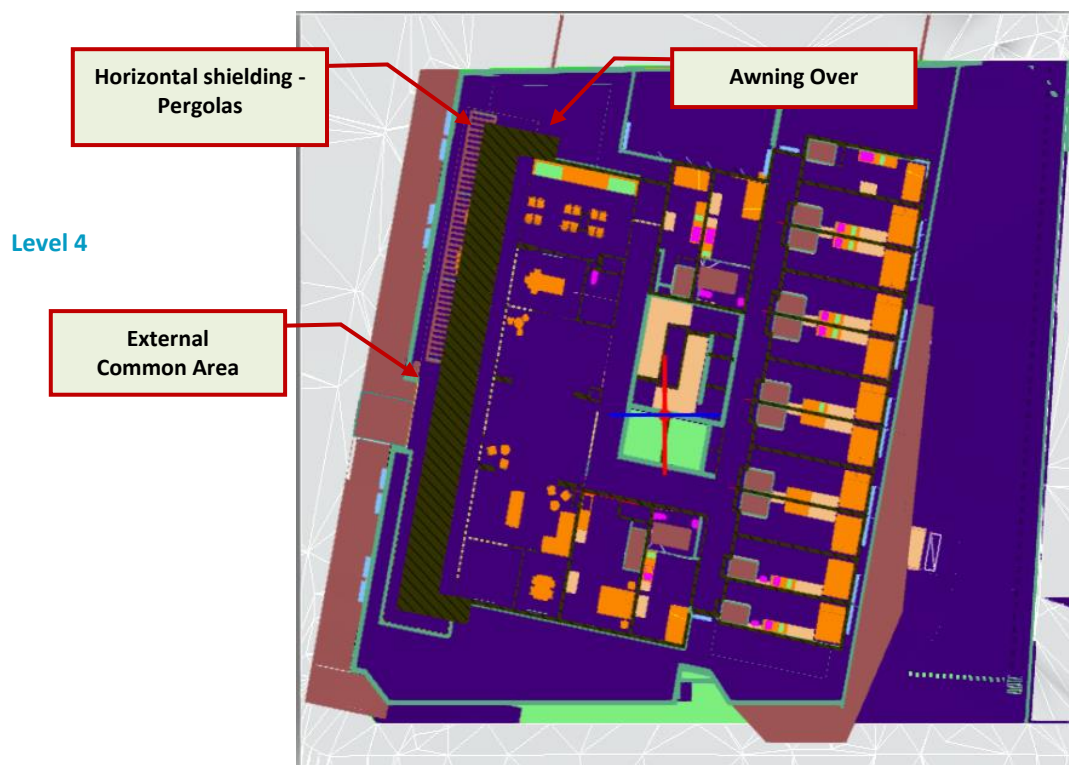 Horizontal shielding -
Pergolas
Awning Over
Level 4
External
Common Area